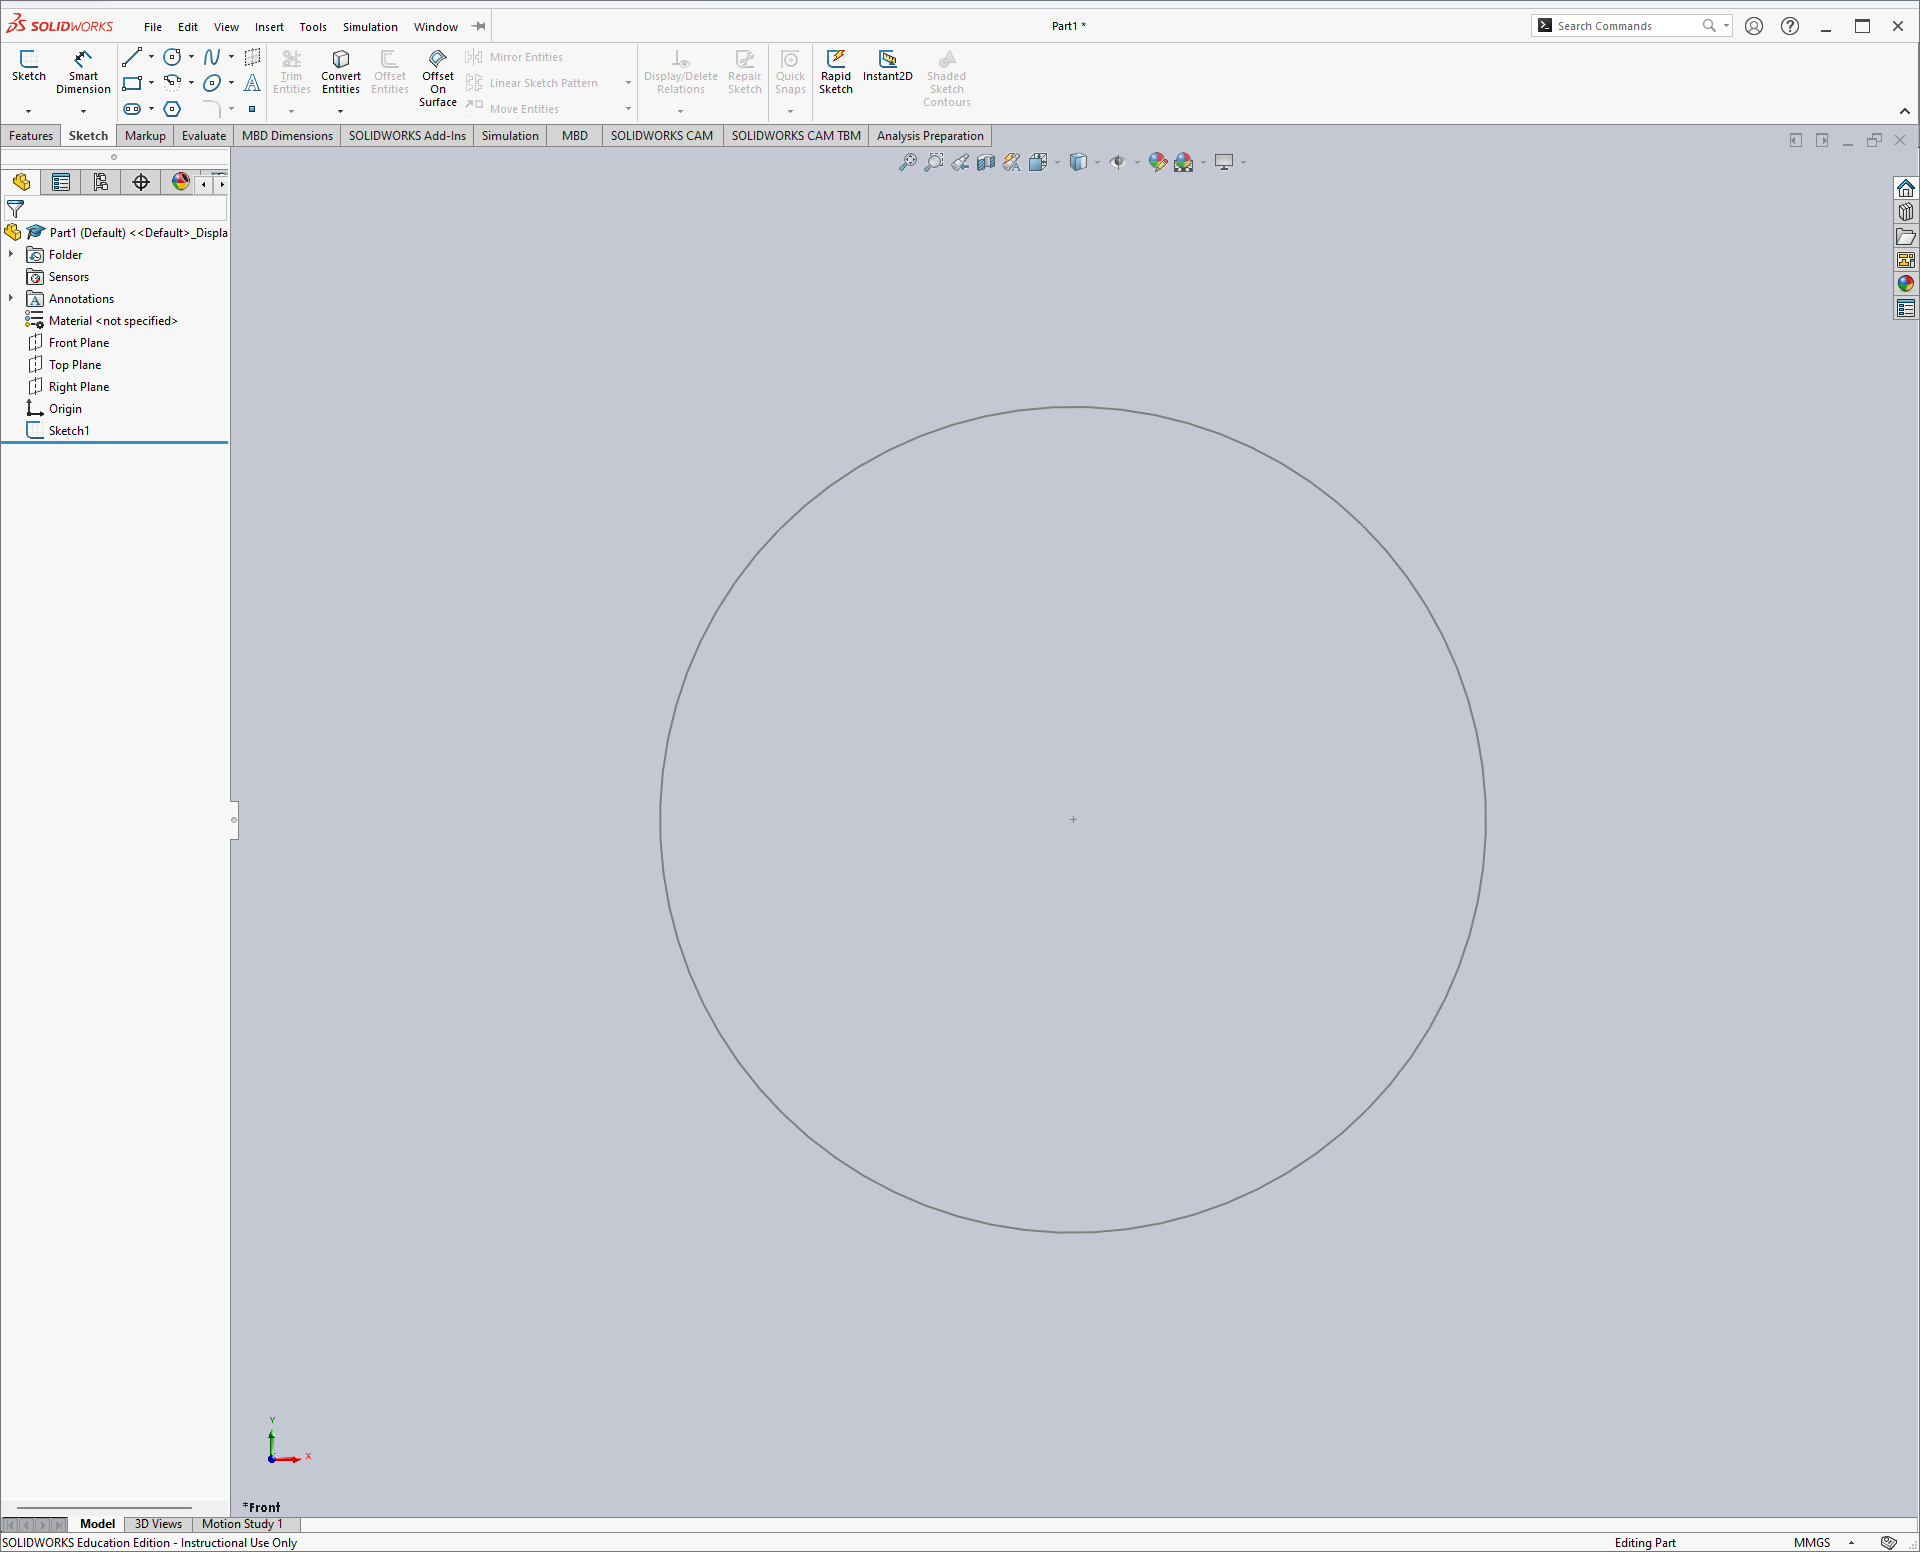 SOLIDWORKS File Edit View Insert Tools Simulation Window Part1 * Search Commands
Sketch Smart Dimension Trim Entities Convert Entities Offset Entities Offset On Surface Mirror Entities Linear Sketch Pattern Move Entities Display/Delete Relations Repair Sketch Quick Snaps Rapid Sketch Instant2D Shaded Sketch Contours
Features Sketch Markup Evaluate MBD Dimensions SOLIDWORKS Add-Ins Simulation MBD SOLIDWORKS CAM SOLIDWORKS CAM TBM Analysis Preparation
Part1 (Default) <<Default>_Displa
Folder
Sensors
Annotations
Material <not specified>
Front Plane
Top Plane
Right Plane
Origin
Sketch1
Y
X
*Front
Model 3D Views Motion Study 1
SOLIDWORKS Education Edition - Instructional Use Only Editing Part MMGS